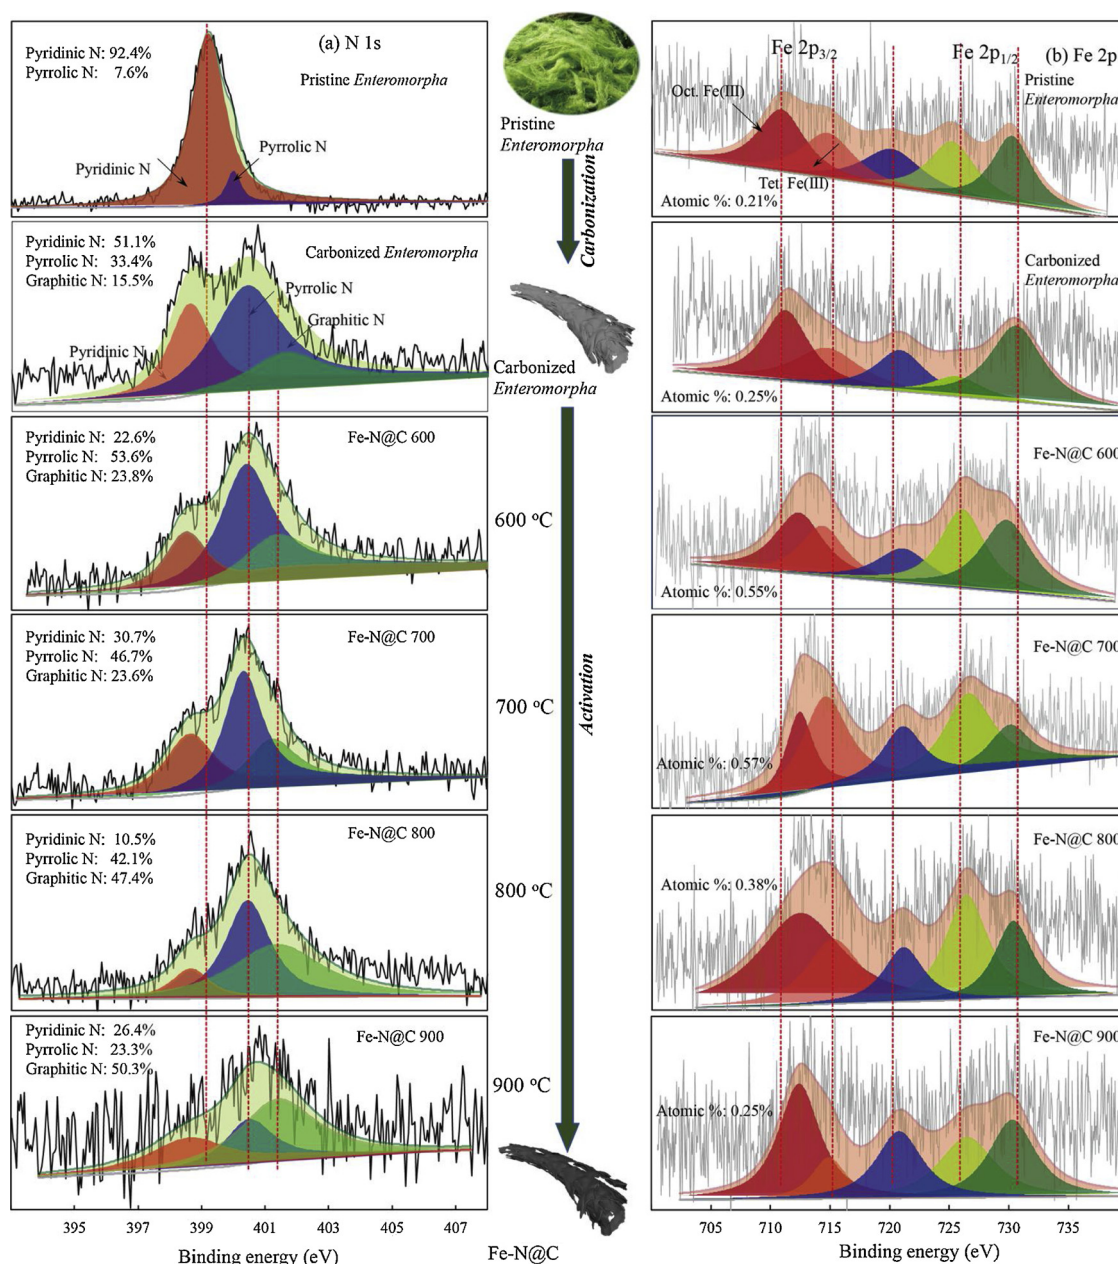 (a) N 1s
Pyridinic N: 92.4%
Pyrrolic N: 7.6%
Pristine Enteromorpha
Pyridinic N
Pyrrolic N
Pyridinic N: 51.1%
Pyrrolic N: 33.4%
Graphitic N: 15.5%
Carbonized Enteromorpha
Pyrrolic N
Graphitic N
Pyridinic N
Pyridinic N: 22.6%
Pyrrolic N: 53.6%
Graphitic N: 23.8%
Fe-N@C 600
Pyridinic N: 30.7%
Pyrrolic N: 46.7%
Graphitic N: 23.6%
Fe-N@C 700
Pyridinic N: 10.5%
Pyrrolic N: 42.1%
Graphitic N: 47.4%
Fe-N@C 800
Pyridinic N: 26.4%
Pyrrolic N: 23.3%
Graphitic N: 50.3%
Fe-N@C 900
395 397 399 401 403 405 407
Binding energy (eV)
Pristine
Enteromorpha
Carbonization
Carbonized
Enteromorpha
600 °C
700 °C
Activation
800 °C
900 °C
Fe-N@C
Fe 2p3/2
Fe 2p1/2
(b) Fe 2p
Pristine
Enteromorpha
Oct. Fe(III)
Tet. Fe(III)
Atomic %: 0.21%
Carbonized
Enteromorpha
Atomic %: 0.25%
Fe-N@C 600
Atomic %: 0.55%
Fe-N@C 700
Atomic %: 0.57%
Fe-N@C 800
Atomic %: 0.38%
Fe-N@C 900
Atomic %: 0.25%
705 710 715 720 725 730 735
Binding energy (eV)